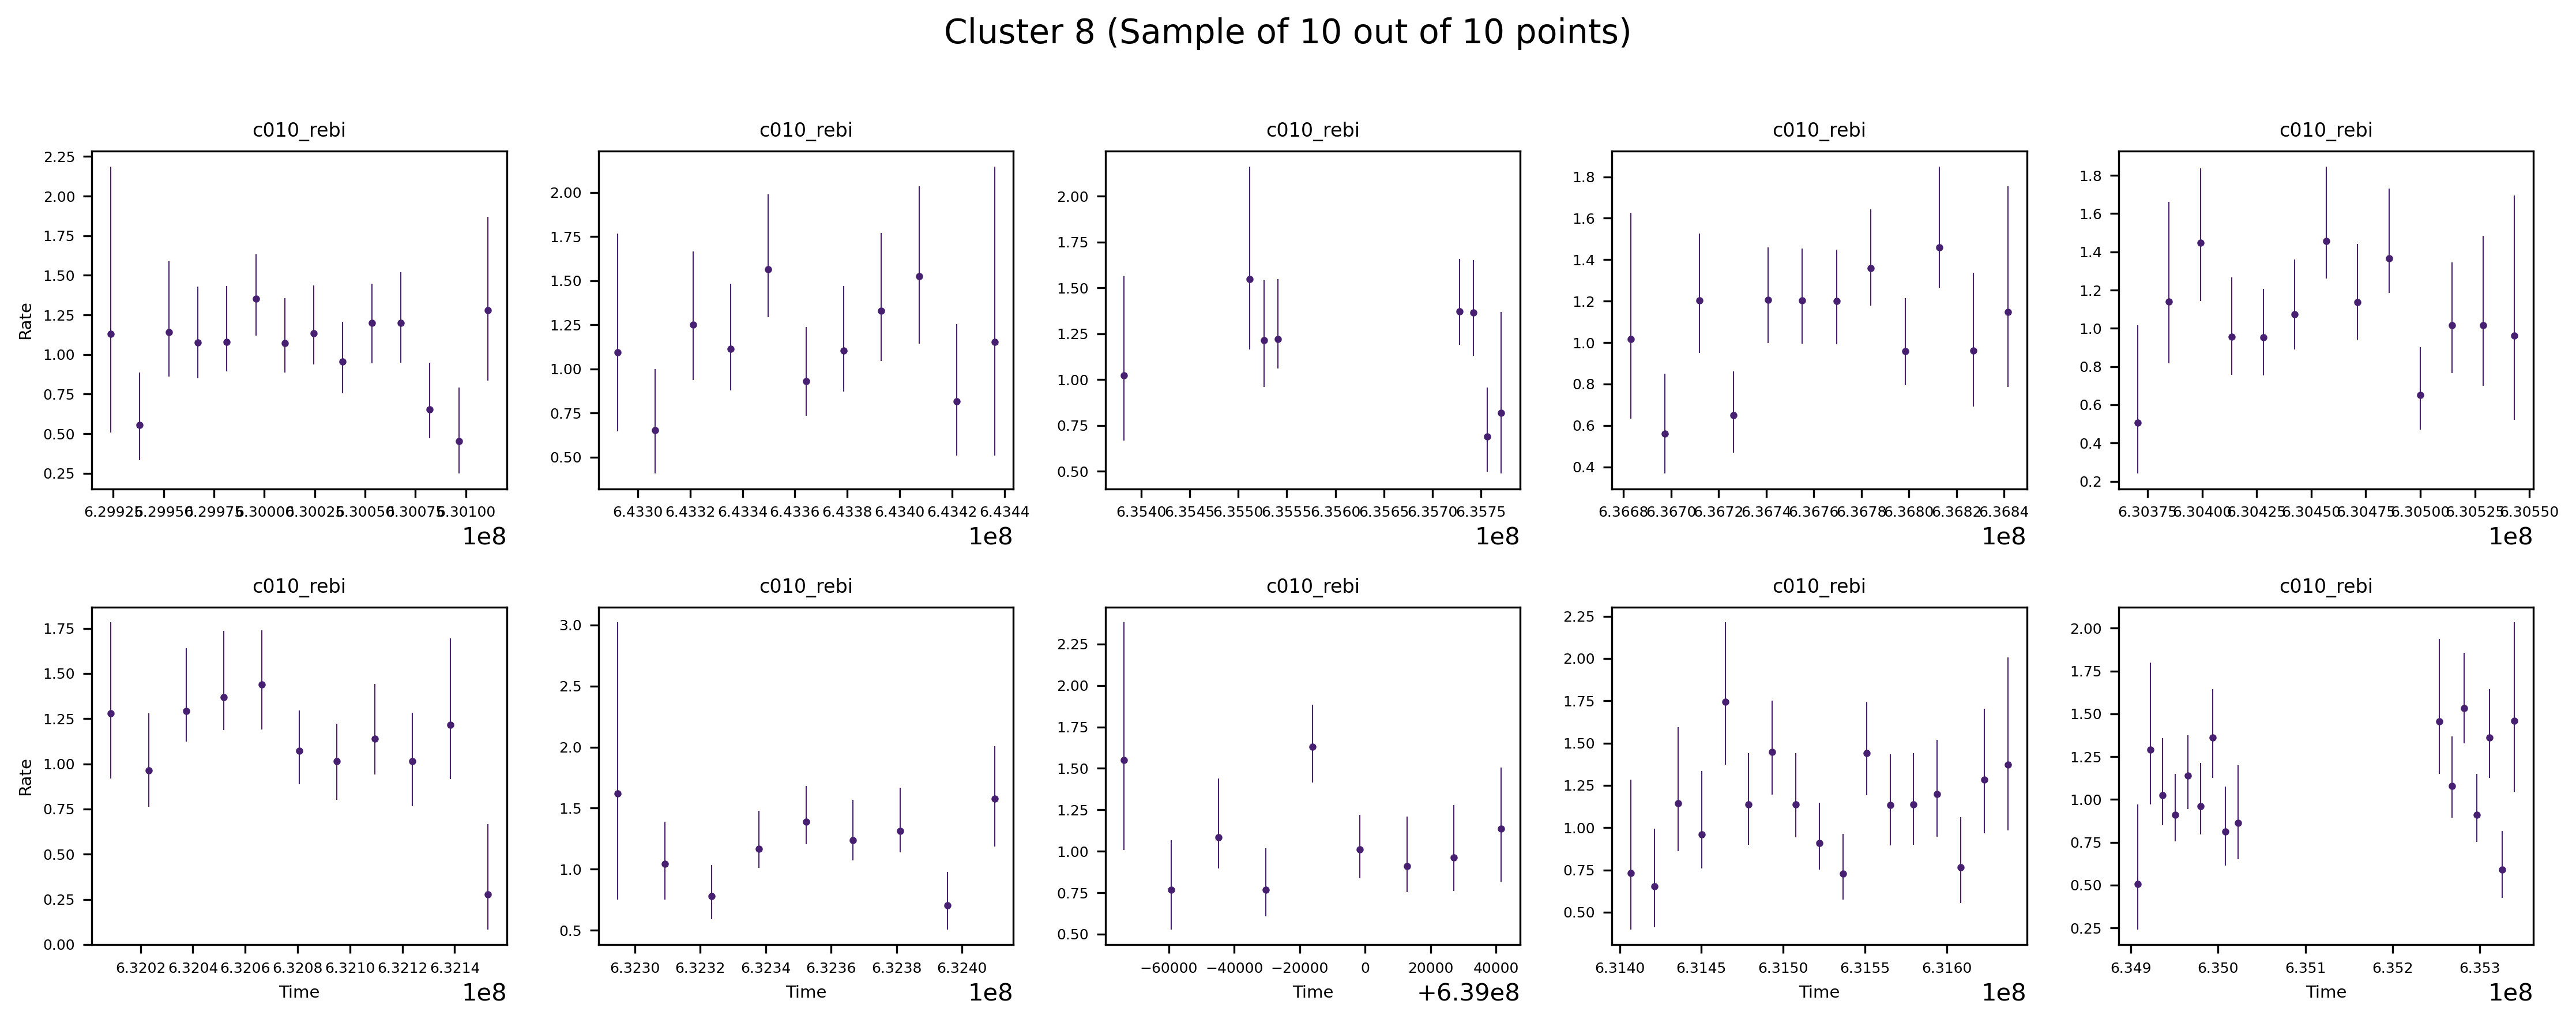 Cluster 8 (Sample of 10 out of 10 points)
c010_rebi
2.25
2.00
1.75
1.50
1.25
1.00
0.75
0.50
0.25
Rate
6.29925 6.29950 6.29975 6.30000 6.30025 6.30050 6.30075 6.30100
1e8
c010_rebi
2.00
1.75
1.50
1.25
1.00
0.75
0.50
6.4330 6.4332 6.4334 6.4336 6.4338 6.4340 6.4342 6.4344
1e8
c010_rebi
2.00
1.75
1.50
1.25
1.00
0.75
0.50
6.3540 6.3545 6.3550 6.3555 6.3560 6.3565 6.3570 6.3575
1e8
c010_rebi
1.8
1.6
1.4
1.2
1.0
0.8
0.6
0.4
6.3668 6.3670 6.3672 6.3674 6.3676 6.3678 6.3680 6.3682 6.3684
1e8
c010_rebi
1.8
1.6
1.4
1.2
1.0
0.8
0.6
0.4
0.2
6.30375 6.30400 6.30425 6.30450 6.30475 6.30500 6.30525 6.30550
1e8
c010_rebi
1.75
1.50
1.25
1.00
0.75
0.50
0.25
0.00
Rate
6.3202 6.3204 6.3206 6.3208 6.3210 6.3212 6.3214
Time
1e8
c010_rebi
3.0
2.5
2.0
1.5
1.0
0.5
6.3230 6.3232 6.3234 6.3236 6.3238 6.3240
Time
1e8
c010_rebi
2.25
2.00
1.75
1.50
1.25
1.00
0.75
0.50
−60000 −40000 −20000 0 20000 40000
Time
+6.39e8
c010_rebi
2.25
2.00
1.75
1.50
1.25
1.00
0.75
0.50
6.3140 6.3145 6.3150 6.3155 6.3160
Time
1e8
c010_rebi
2.00
1.75
1.50
1.25
1.00
0.75
0.50
0.25
6.349 6.350 6.351 6.352 6.353
Time
1e8